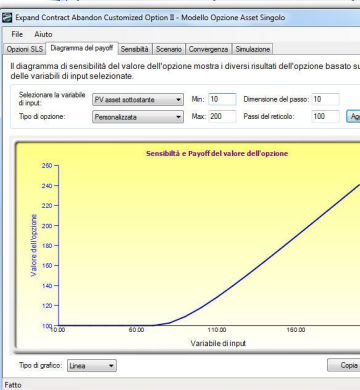 Expand Contract Abandon Customized Option II - Modello Opzione Asset Singolo
File Aiuto
Opzioni SLS Diagramma del payoff Sensibiltà Scenario Convergenza Simulazione
Il diagramma di sensibilità del valore dell'opzione mostra i diversi risultati dell'opzione basato su
delle variabili di input selezionate.
Selezionare la variabile di input: PV asset sottostante Min: 10 Dimensione del passo: 10
Tipo di opzione: Personalizzata Max: 200 Passi del reticolo: 100
Sensibiltà e Payoff del valore dell'opzione
Valore dell'opzione
260
240
220
200
180
160
140
120
100
10.00 60.00 110.00 160.00
Variabile di input
Tipo di grafico: Linea Copia
Fatto